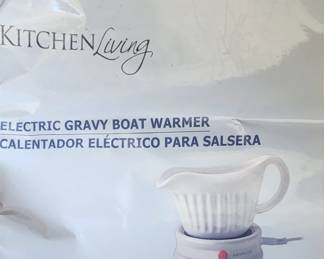 KITCHEN Living
ELECTRIC GRAVY BOAT WARMER
CALENTADOR ELÉCTRICO PARA SALSERA